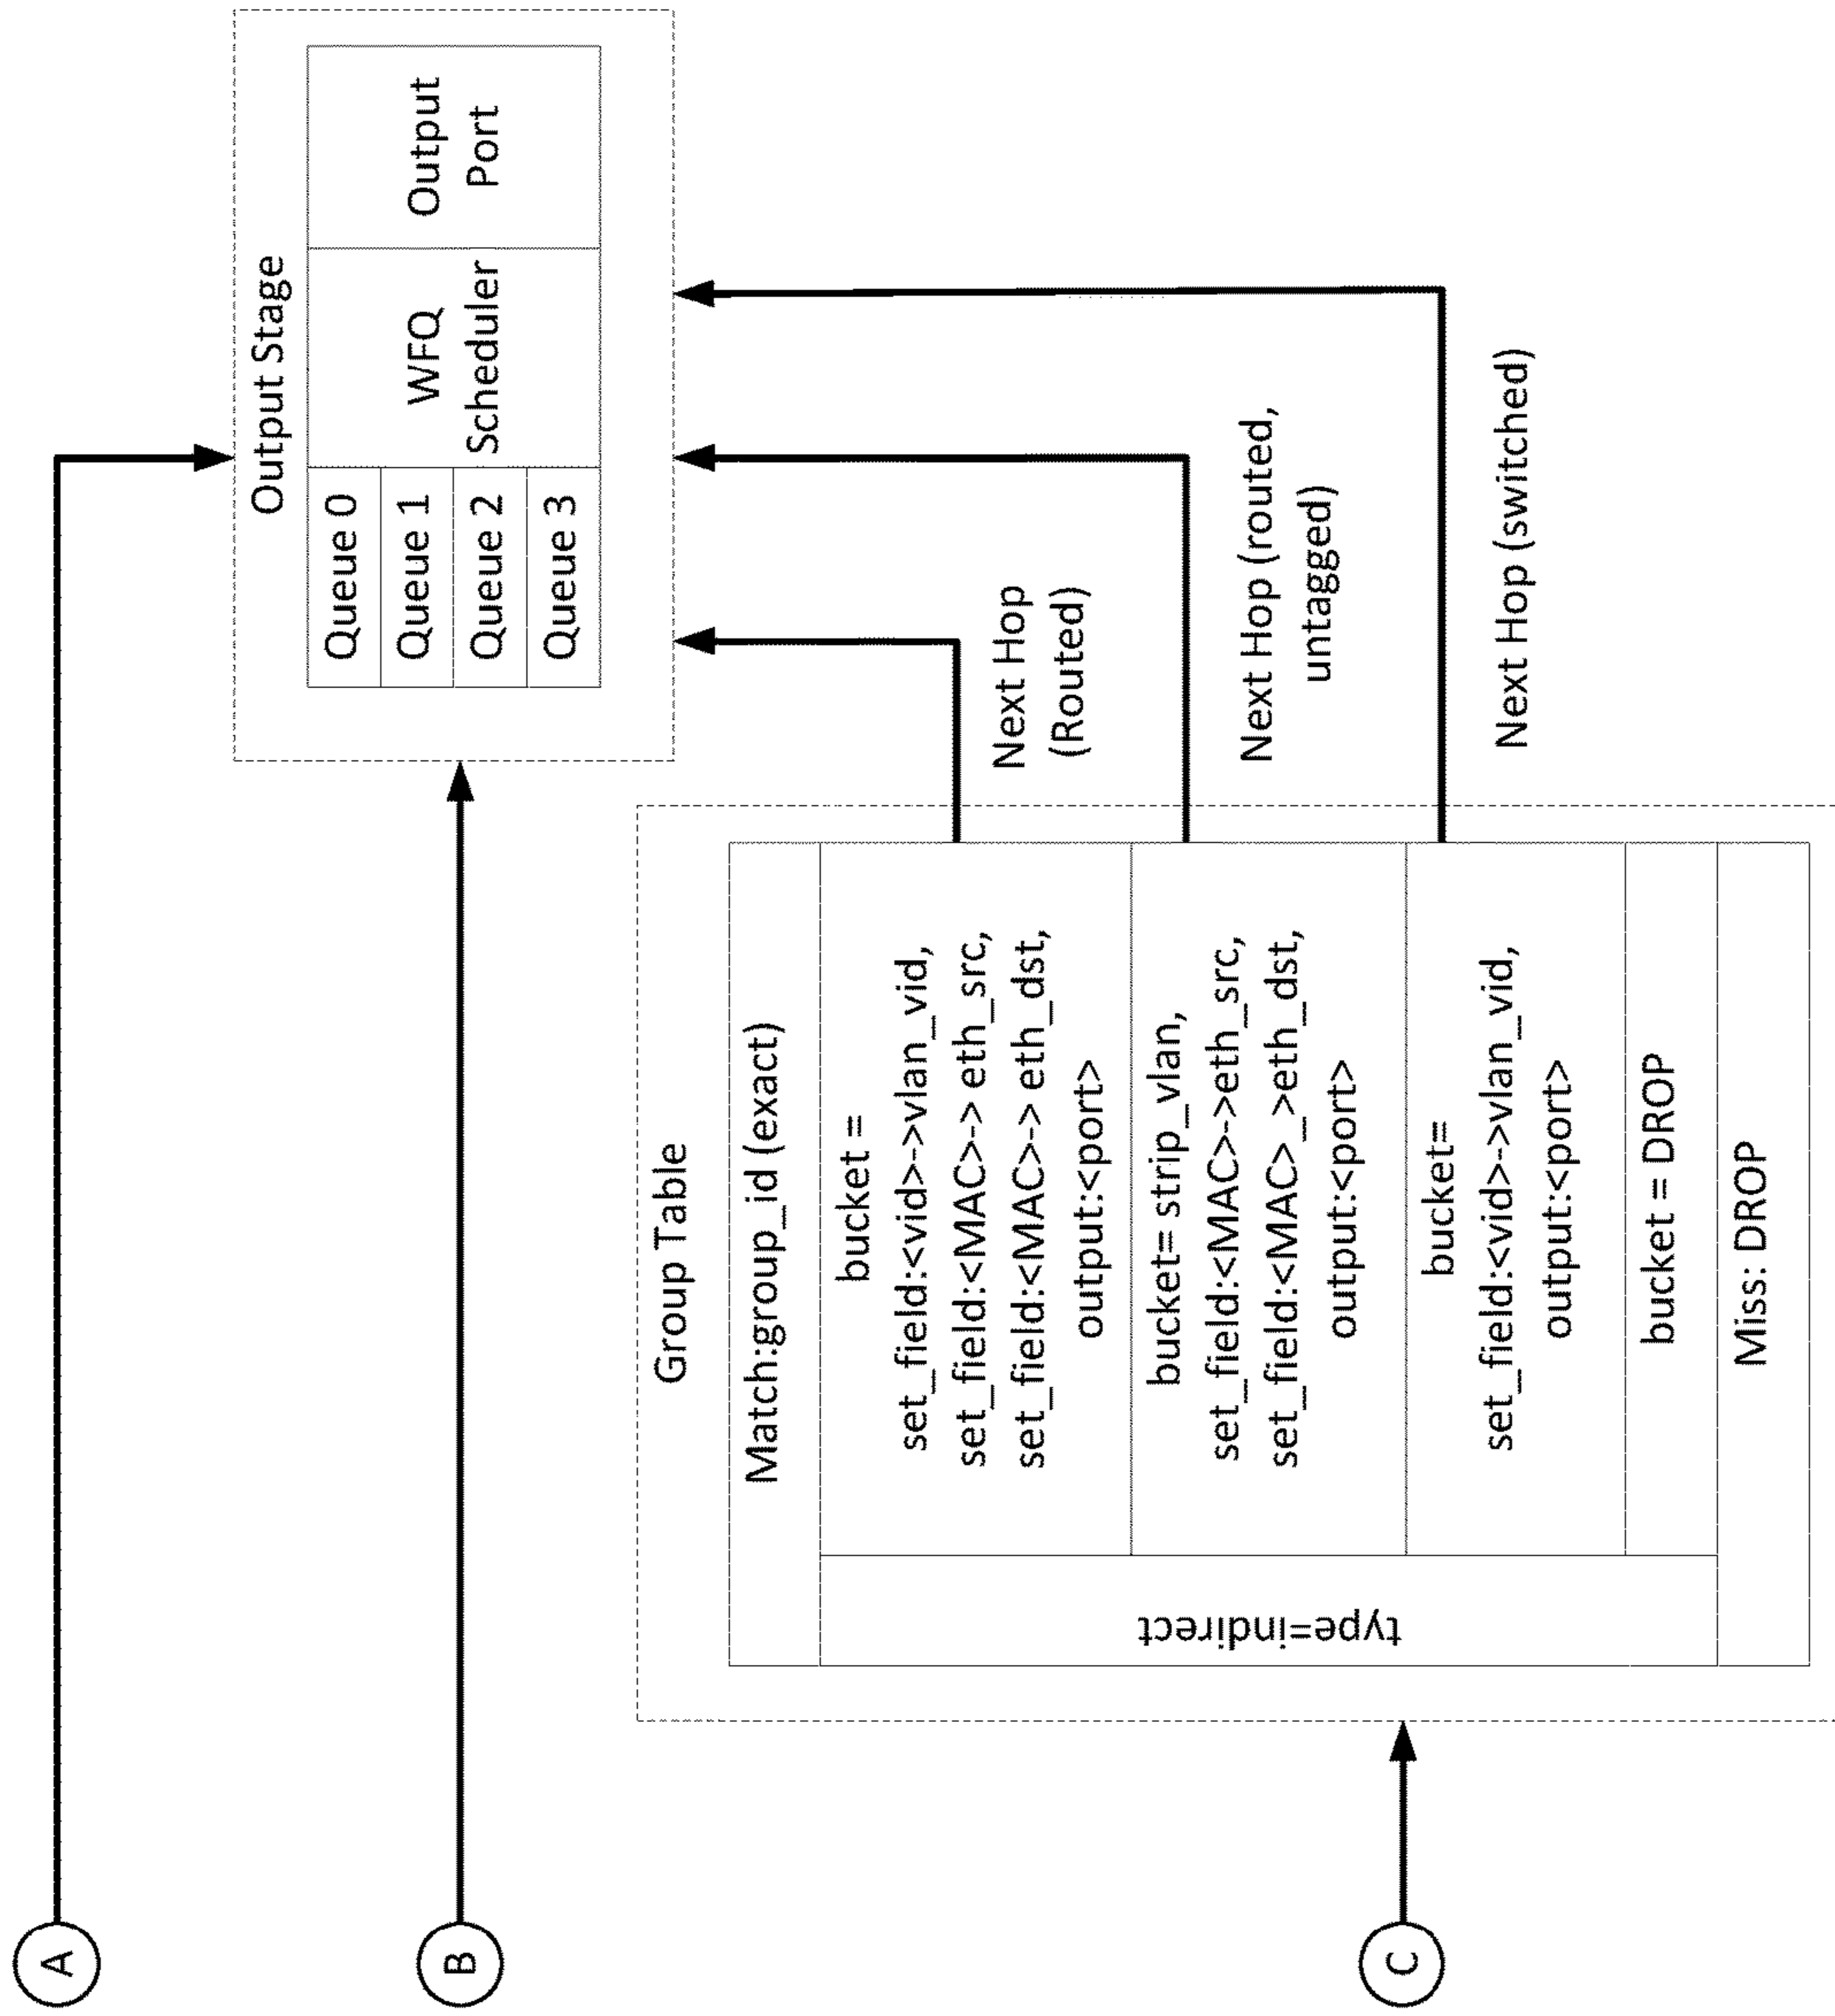 A
B
C
Output Stage
Queue 0
Queue 1
Queue 2
Queue 3
WFQ
Scheduler
Output
Port
Group Table
Match:group_id (exact)
type=indirect
bucket =
set_field:<vid>->vlan_vid,
set_field:<MAC>-> eth_src,
set_field:<MAC>-> eth_dst,
output:<port>
bucket= strip_vlan,
set_field:<MAC>->eth_src,
set_field:<MAC>_>eth_dst,
output:<port>
bucket=
set_field:<vid>->vlan_vid,
output:<port>
bucket = DROP
Miss: DROP
Next Hop
(Routed)
Next Hop (routed,
untagged)
Next Hop (switched)